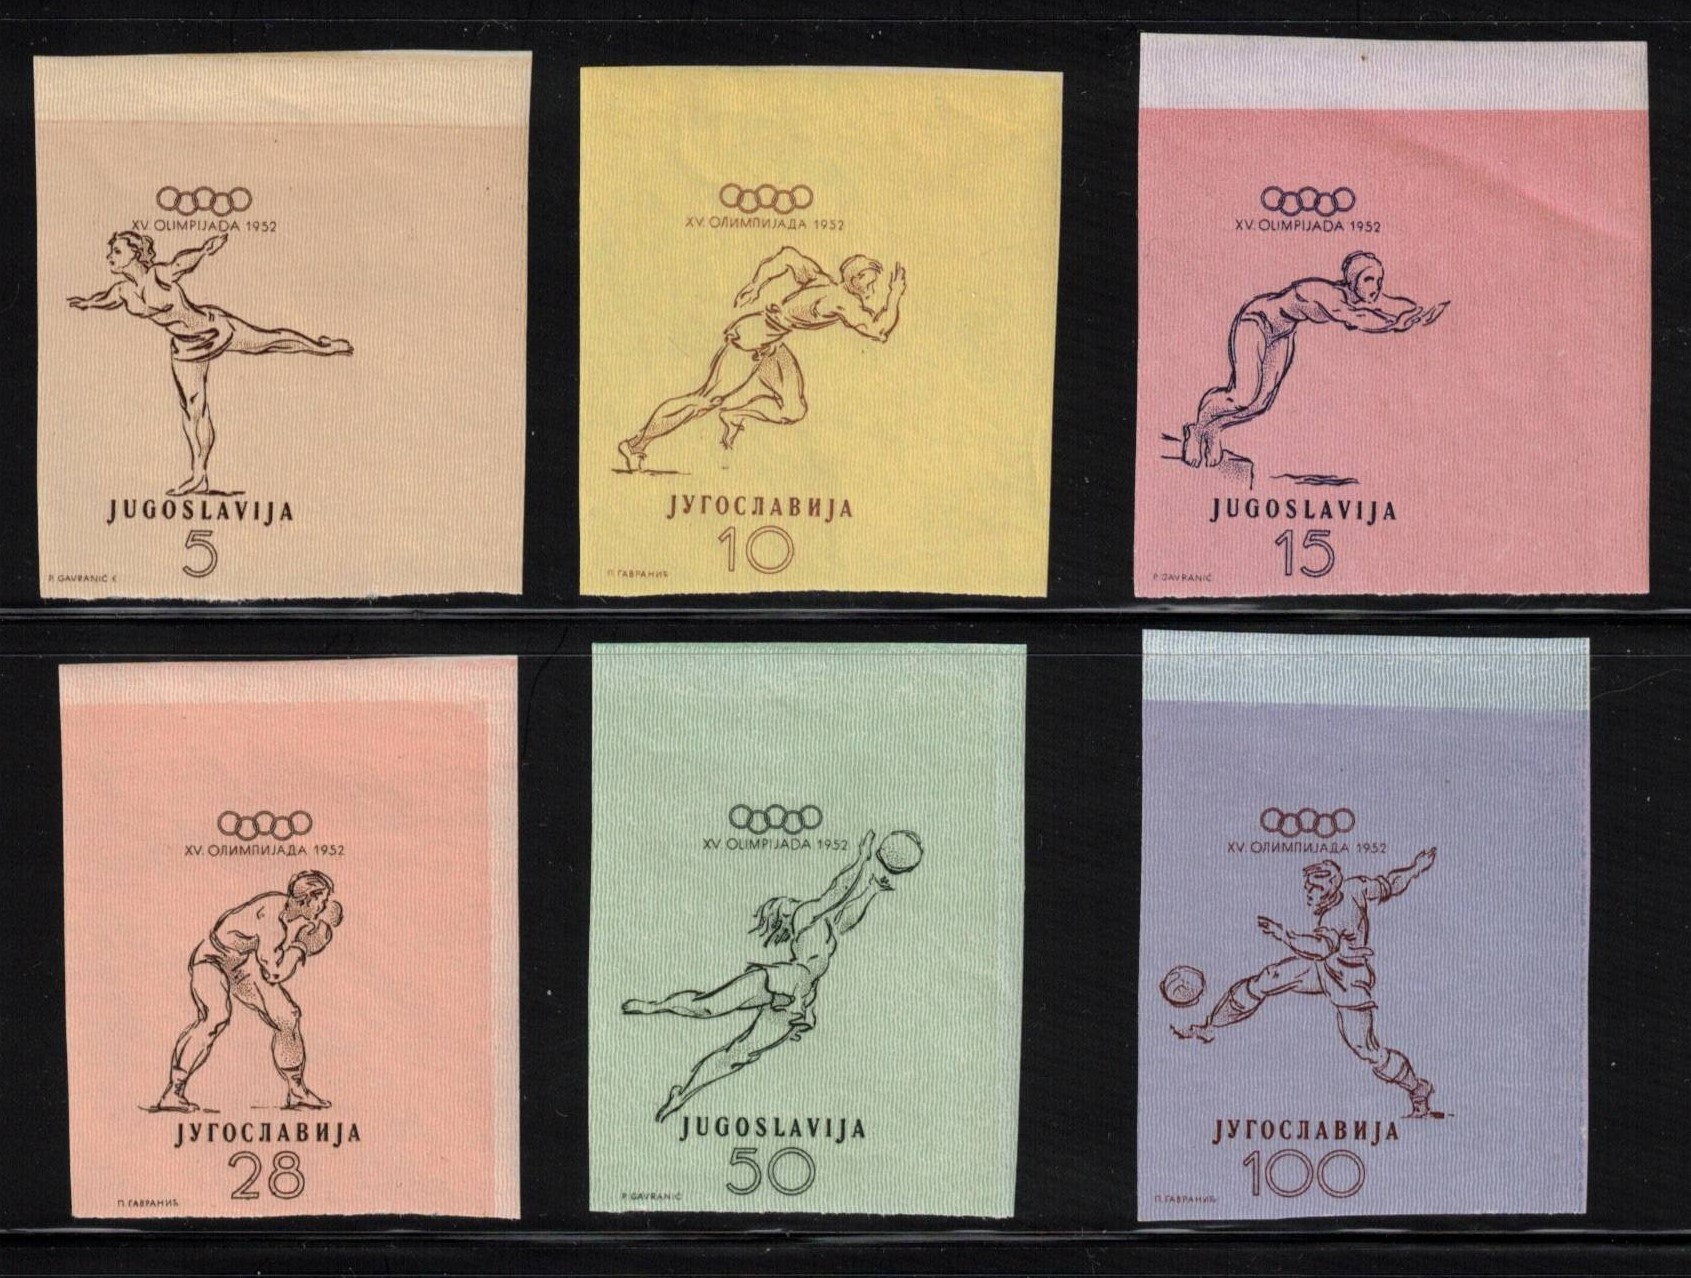 XV. OLIMPIJADA 1952
JUGOSLAVIJA
5
P. GAVRANIĆ
XV. ОЛИМПИЈАДА 1952
ЈУГОСЛАВИЈА
10
П. ГАВРАНИЋ
XV. OLIMPIJADA 1952
JUGOSLAVIJA
15
P. GAVRANIĆ
XV. ОЛИМПИЈАДА 1952
ЈУГОСЛАВИЈА
28
П. ГАВРАНИЋ
XV. OLIMPIJADA 1952
JUGOSLAVIJA
50
P. GAVRANIĆ
XV. ОЛИМПИЈАДА 1952
ЈУГОСЛАВИЈА
100
П. ГАВРАНИЋ